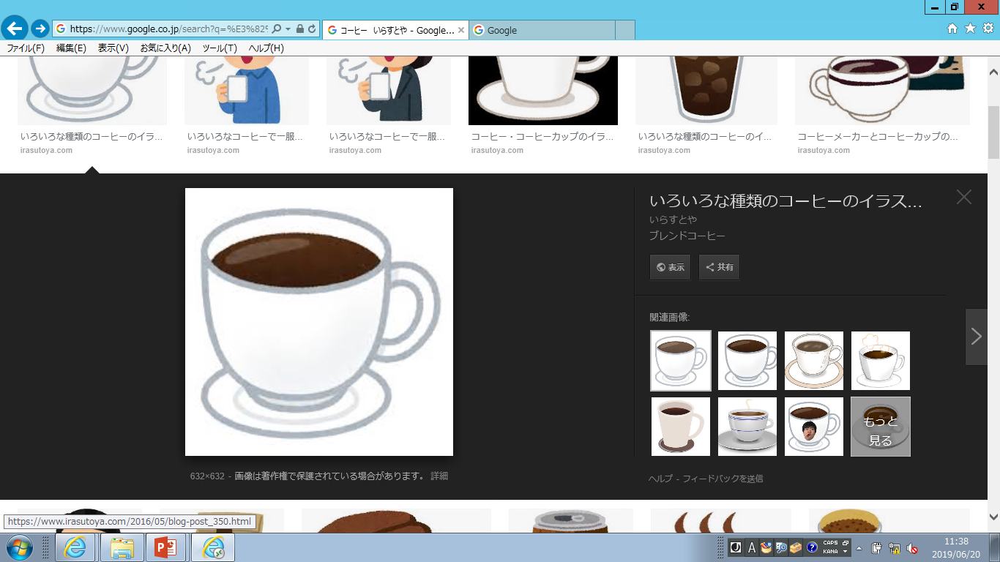 https://www.google.co.jp/search?q=%E3%82%
コーヒー いらすとや - Google...
Google
ファイル(F) 編集(E) 表示(V) お気に入り(A) ツール(T) ヘルプ(H)
いろいろな種類のコーヒーのイラ...
irasutoya.com
いろいろなコーヒーで一服...
irasutoya.com
いろいろなコーヒーで一服...
irasutoya.com
コーヒー・コーヒーカップのイラ...
irasutoya.com
いろいろな種類のコーヒーのイ...
irasutoya.com
コーヒーメーカーとコーヒーカップの...
irasutoya.com
いろいろな種類のコーヒーのイラス...
いらすとや
ブレンドコーヒー
表示
共有
関連画像:
もっと
見る
632×632 - 画像は著作権で保護されている場合があります。 詳細
ヘルプ - フィードバックを送信
https://www.irasutoya.com/2016/05/blog-post_350.html
A
CAPS
KANA
11:38
2019/06/20